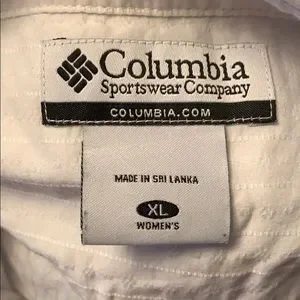 Columbia
Sportswear Company
COLUMBIA.COM
MADE IN SRI LANKA
XL
WOMEN'S